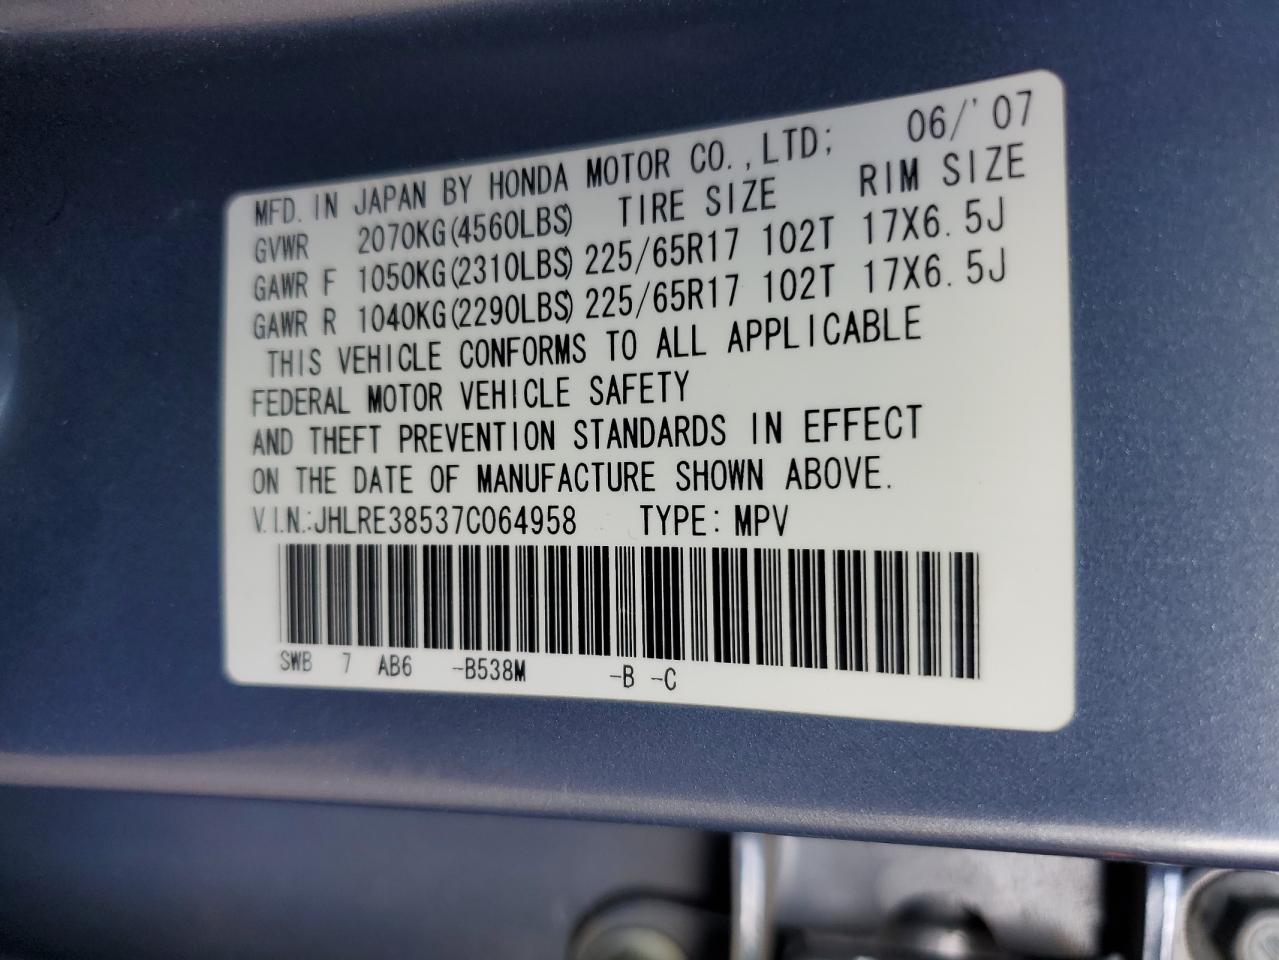 MFD. IN JAPAN BY HONDA MOTOR CO.,LTD; 06/'07
GVWR 2070KG(4560LBS) TIRE SIZE RIM SIZE
GAWR F 1050KG(2310LBS) 225/65R17 102T 17X6.5J
GAWR R 1040KG(2290LBS) 225/65R17 102T 17X6.5J
THIS VEHICLE CONFORMS TO ALL APPLICABLE
FEDERAL MOTOR VEHICLE SAFETY
AND THEFT PREVENTION STANDARDS IN EFFECT
ON THE DATE OF MANUFACTURE SHOWN ABOVE.
V.I.N.:JHLRE38537C064958 TYPE: MPV
SWB 7 AB6 -B538M -B -C